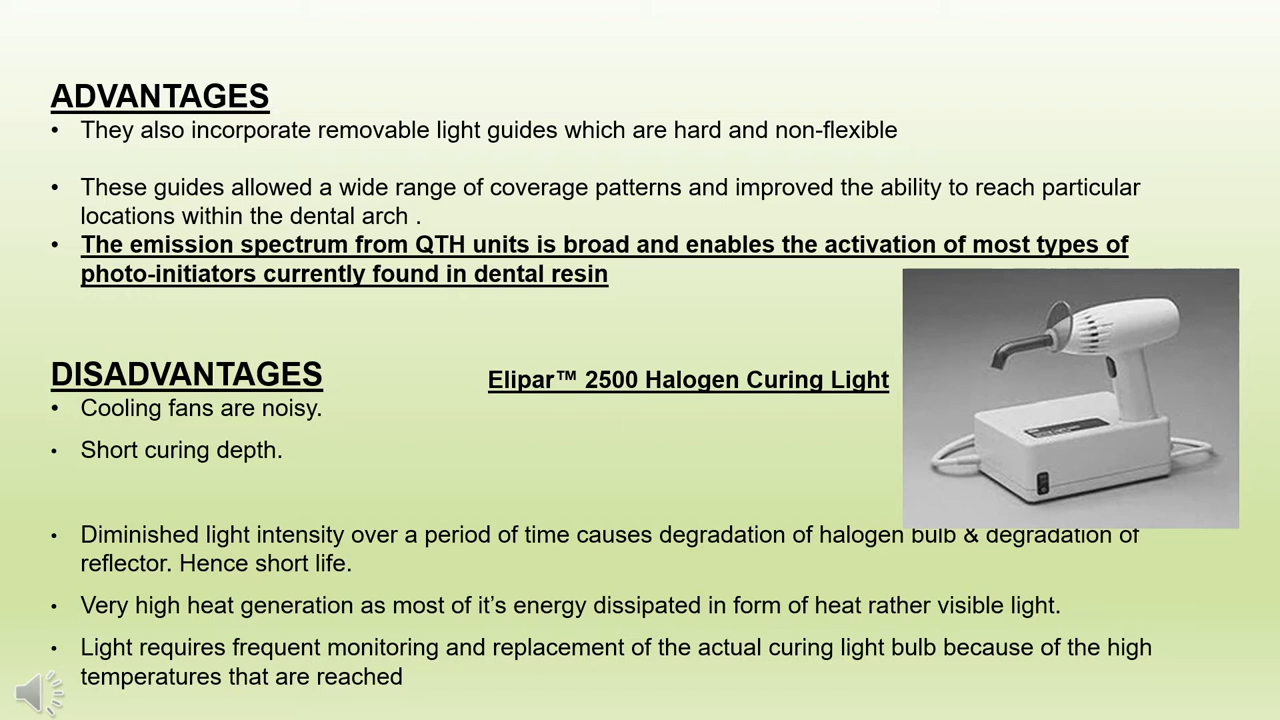 ADVANTAGES
• They also incorporate removable light guides which are hard and non-flexible
• These guides allowed a wide range of coverage patterns and improved the ability to reach particular
locations within the dental arch .
• The emission spectrum from QTH units is broad and enables the activation of most types of
photo-initiators currently found in dental resin
DISADVANTAGES
Elipar™ 2500 Halogen Curing Light
• Cooling fans are noisy.
• Short curing depth.
• Diminished light intensity over a period of time causes degradation of halogen bulb & degradation of
reflector. Hence short life.
• Very high heat generation as most of it’s energy dissipated in form of heat rather visible light.
• Light requires frequent monitoring and replacement of the actual curing light bulb because of the high
temperatures that are reached